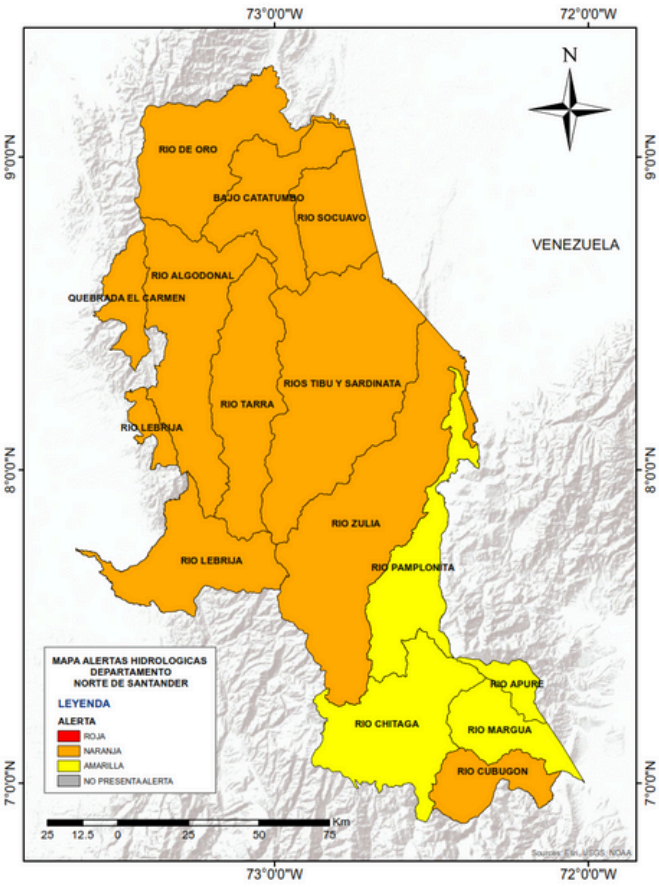 73°0'0"W
72°0'0"W
N
9°0'0"N
9°0'0"N
RIO DE ORO
BAJO CATATUMBO
RIO SOCUAVO
VENEZUELA
RIO ALGODONAL
QUEBRADA EL CARMEN
RIOS TIBU Y SARDINATA
RIO TARRA
RIO LEBRIJA
8°0'0"N
8°0'0"N
RIO ZULIA
RIO LEBRIJA
RIO PAMPLONITA
MAPA ALERTAS HIDROLOGICAS
DEPARTAMENTO
NORTE DE SANTANDER
LEYENDA
ALERTA
ROJA
NARANJA
AMARILLA
NO PRESENTA ALERTA
RIO APURE
RIO CHITAGA
RIO MARGUA
RIO CUBUGON
7°0'0"N
7°0'0"N
25 12.5 0 25 50 75 Km
Sources: Esri, USGS, NOAA
73°0'0"W
72°0'0"W